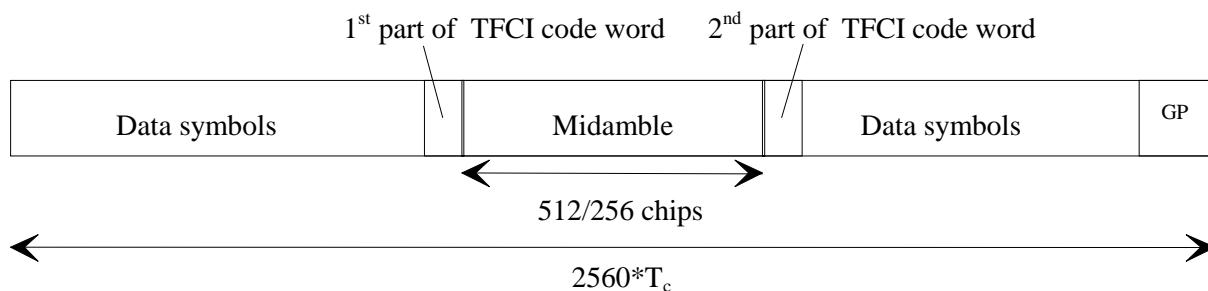 1st part of TFCI code word 2nd part of TFCI code word
Data symbols Midamble Data symbols GP
512/256 chips
2560*Tc